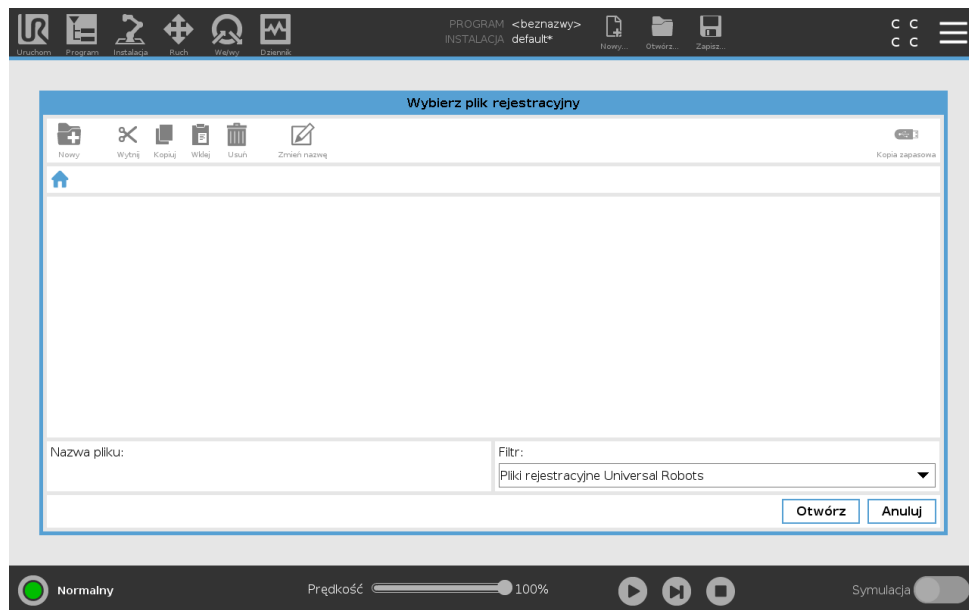 PROGRAM <beznazwy>
INSTALACJA default*
Uruchom Program Instalacja Ruch We/wy Dziennik Nowy... Otwórz... Zapisz...
C C
C C
Wybierz plik rejestracyjny
Nowy Wytnij Kopiuj Wklej Usuń Zmień nazwę Kopia zapasowa
Nazwa pliku: Filtr:
Pliki rejestracyjne Universal Robots
Otwórz Anuluj
Normalny Prędkość 100% Symulacja